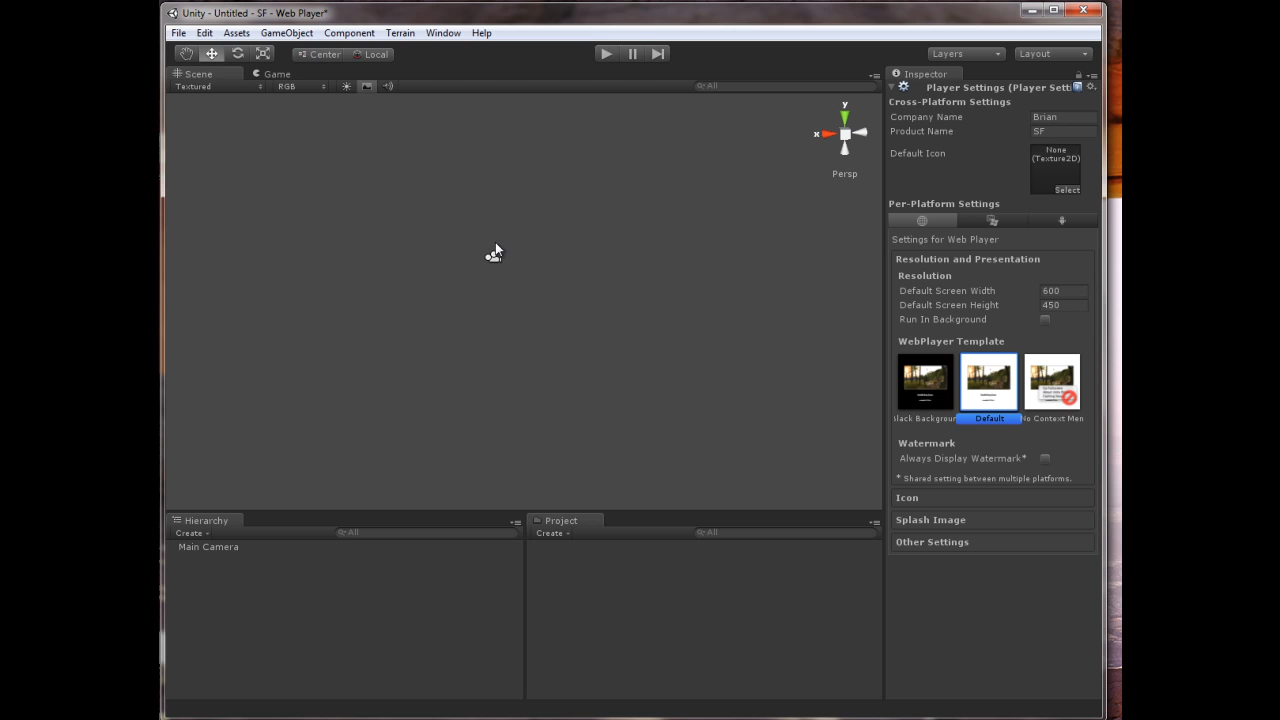 Unity - Untitled - SF - Web Player*
File Edit Assets GameObject Component Terrain Window Help
Center Local Layers Layout
Scene Game
Textured RGB All
y
x
Persp
Inspector
Player Settings (Player Sett
Cross-Platform Settings
Company Name Brian
Product Name SF
Default Icon
None
(Texture2D)
Select
Per-Platform Settings
Settings for Web Player
Resolution and Presentation
Resolution
Default Screen Width 600
Default Screen Height 450
Run In Background
WebPlayer Template
lack Backgroun Default No Context Men
Watermark
Always Display Watermark*
* Shared setting between multiple platforms.
Icon
Splash Image
Other Settings
Hierarchy
Create All
Main Camera
Project
Create All